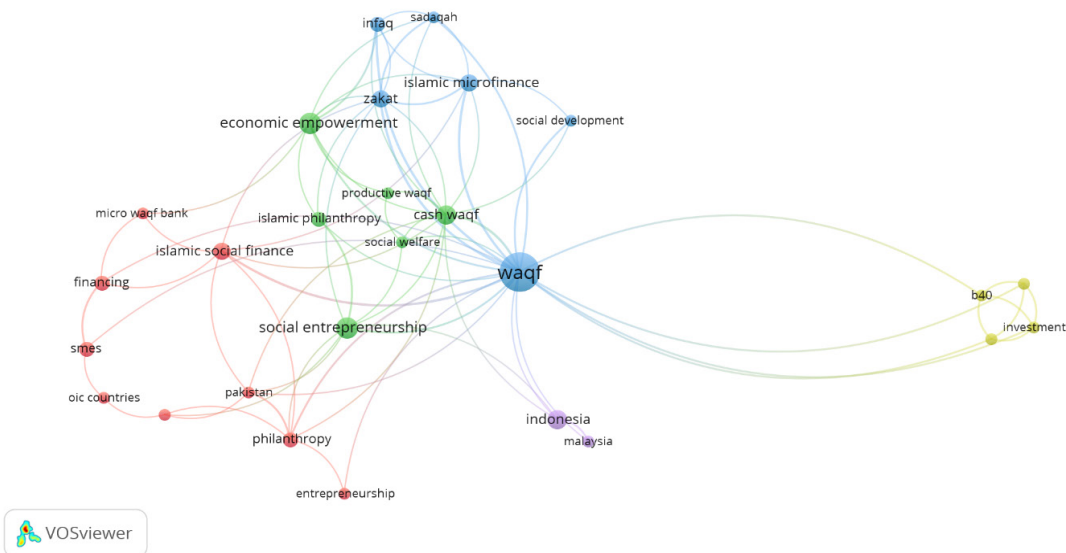 sadaqah
infaq
islamic microfinance
zakat
social development
economic empowerment
productive waqf
micro waqf bank
cash waqf
islamic philanthropy
social welfare
islamic social finance
waqf
financing
b40
social entrepreneurship
investment
smes
pakistan
oic countries
indonesia
philanthropy
malaysia
entrepreneurship
VOSviewer